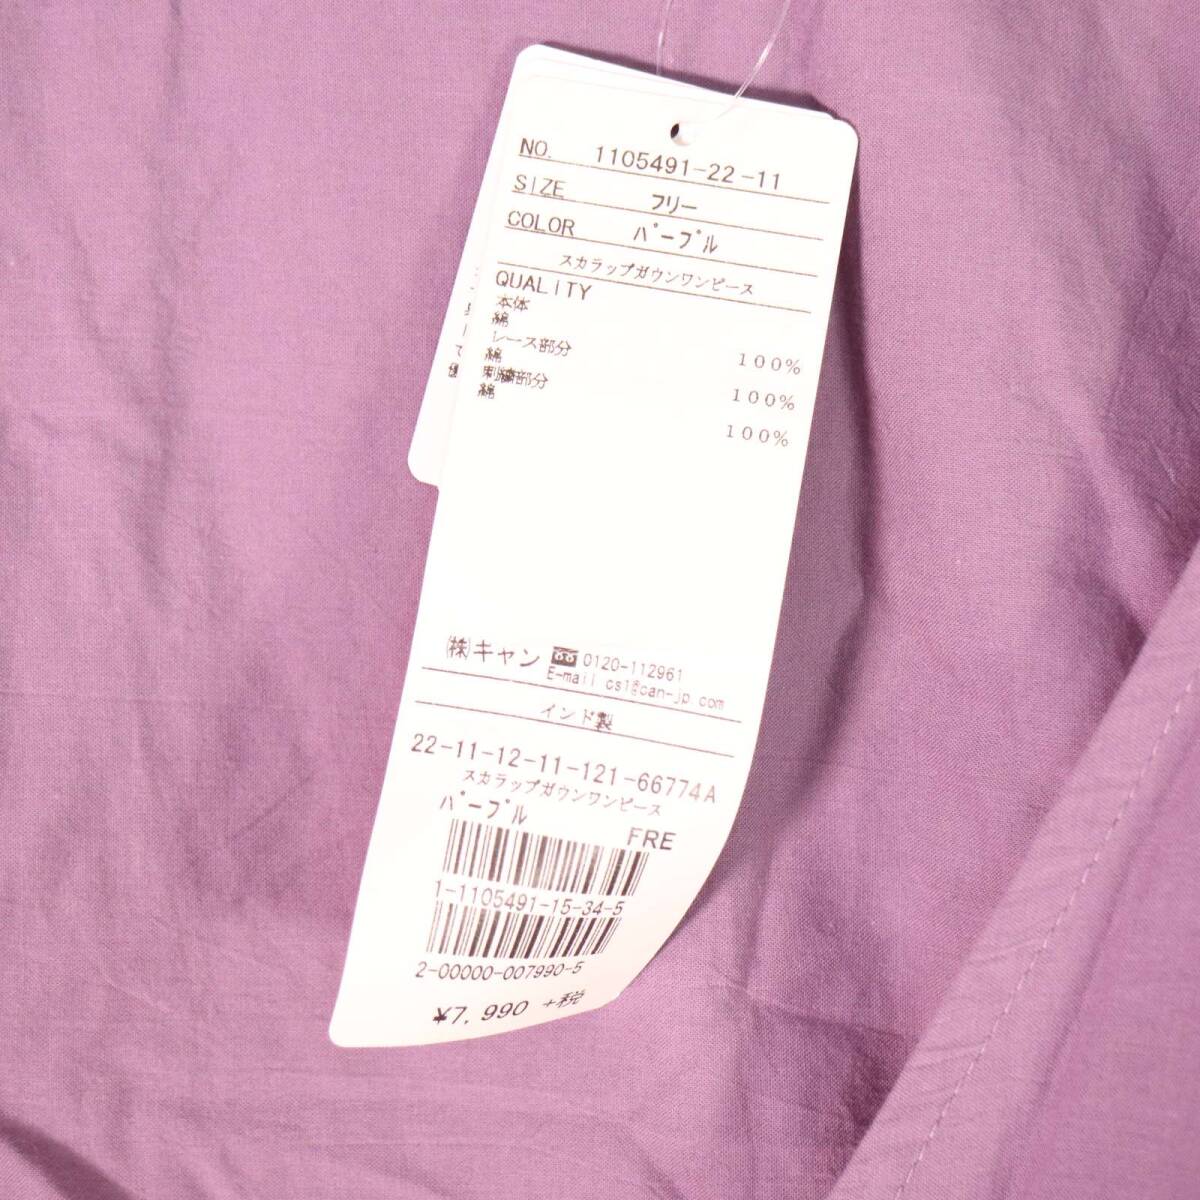 NO. 1105491-22-11
SIZE フリー
COLOR パープル
スカラップガウンワンピース
QUALITY
本体
綿 100%
レース部分
綿 100%
刺繍部分
綿 100%
㈱キャン 0120-112961
E-mail cs1@can-jp.com
インド製
22-11-12-11-121-66774A
スカラップガウンワンピース
パープル
FRE
1-1105491-15-34-5
2-00000-007990-5
¥7,990 +税